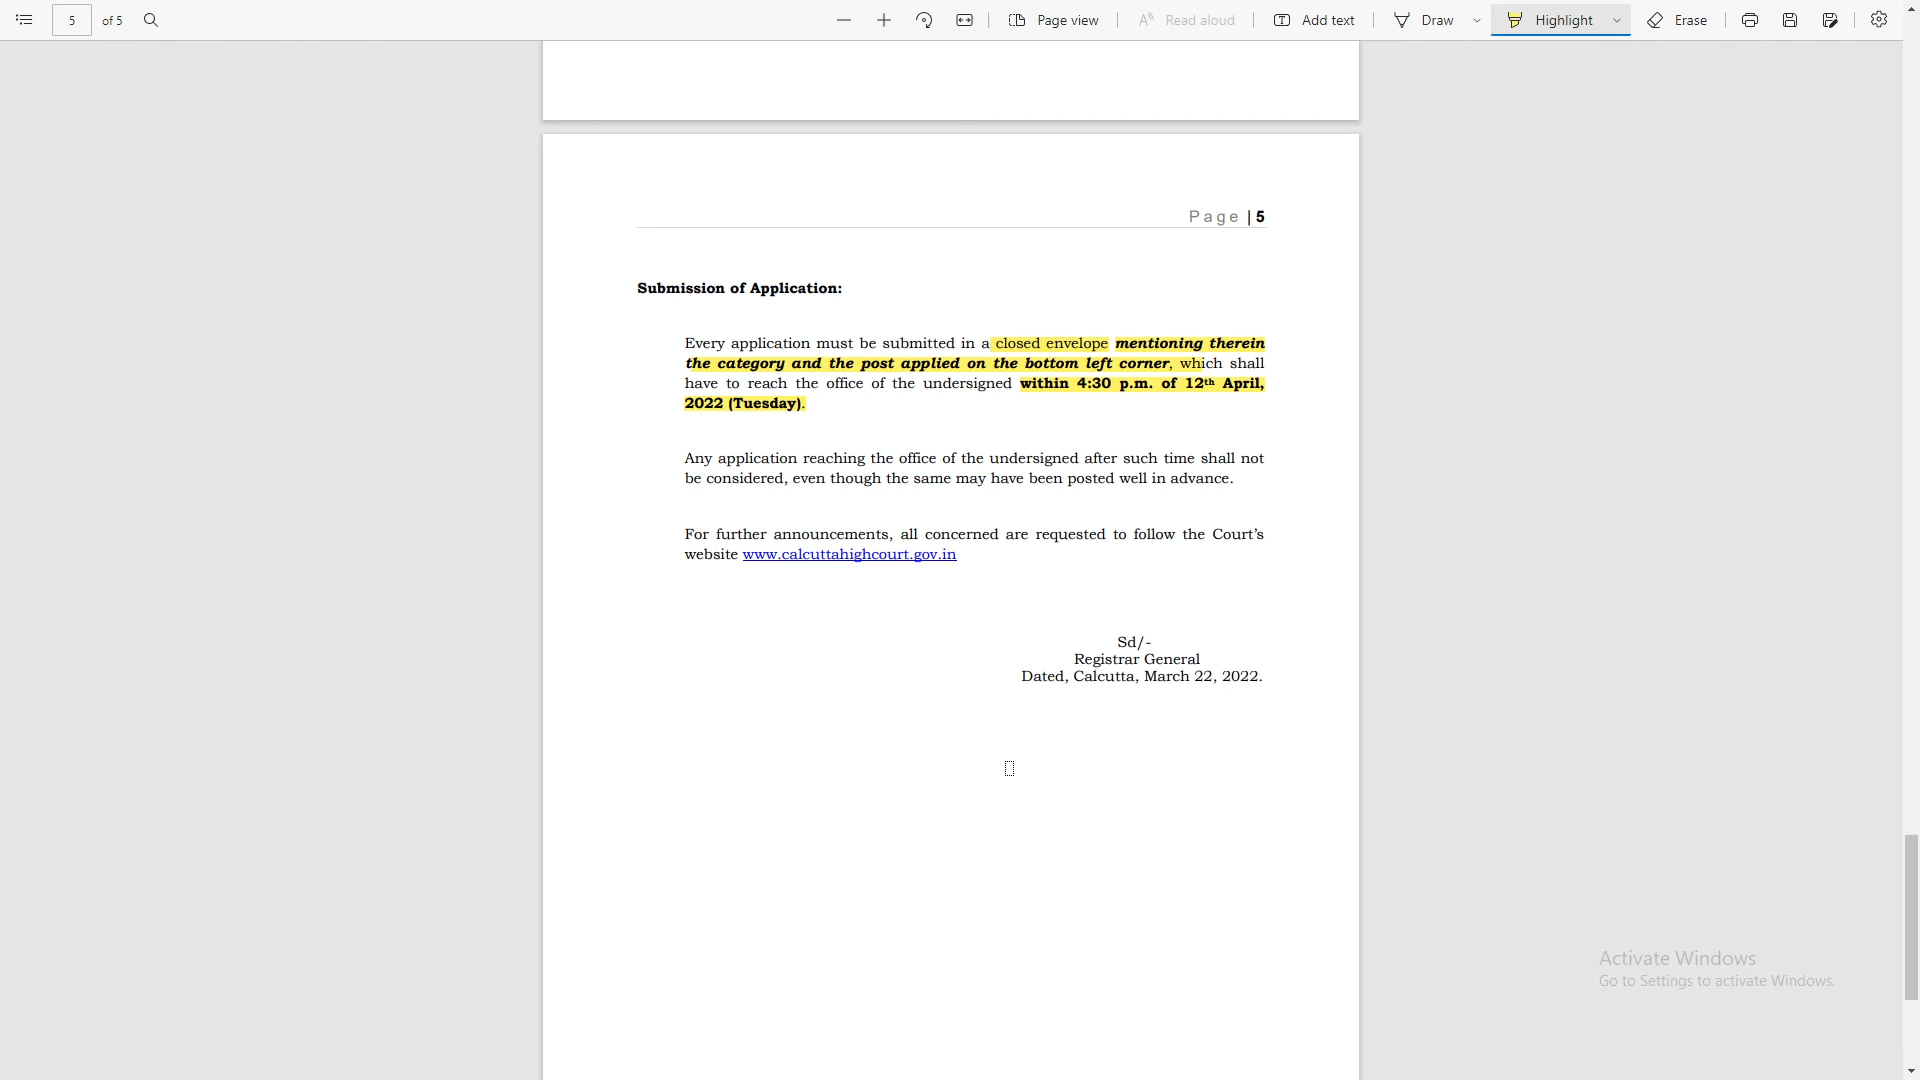 5 of 5 Page view Read aloud Add text Draw Highlight Erase
Page | 5
Submission of Application:
Every application must be submitted in a closed envelope mentioning therein
the category and the post applied on the bottom left corner, which shall
have to reach the office of the undersigned within 4:30 p.m. of 12th April,
2022 (Tuesday).
Any application reaching the office of the undersigned after such time shall not
be considered, even though the same may have been posted well in advance.
For further announcements, all concerned are requested to follow the Court’s
website www.calcuttahighcourt.gov.in
Sd/-
Registrar General
Dated, Calcutta, March 22, 2022.
Activate Windows
Go to Settings to activate Windows.